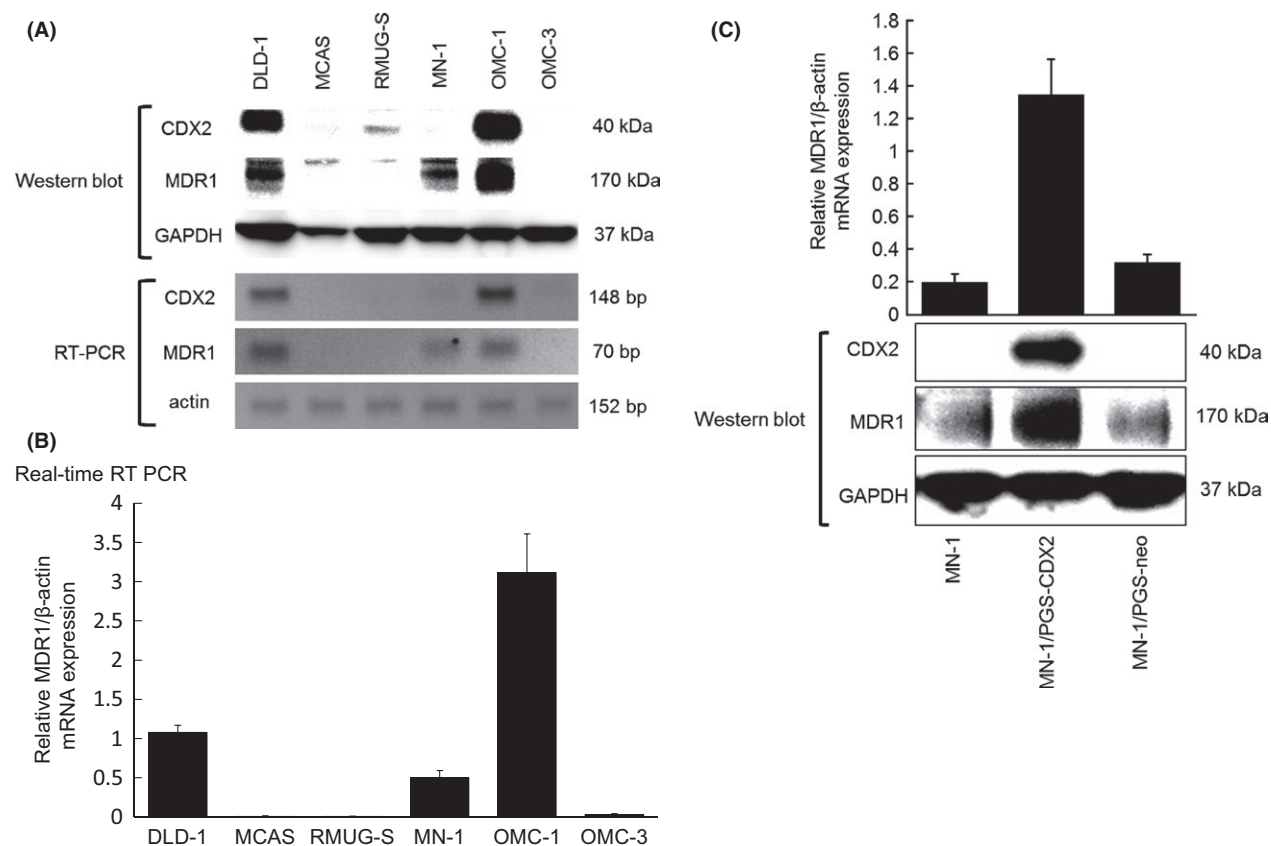 (A)
DLD-1
MCAS
RMUG-S
MN-1
OMC-1
OMC-3
Western blot
CDX2
40 kDa
MDR1
170 kDa
GAPDH
37 kDa
RT-PCR
CDX2
148 bp
MDR1
70 bp
actin
152 bp
(B)
Real-time RT PCR
Relative MDR1/β-actin
mRNA expression
4
3.5
3
2.5
2
1.5
1
0.5
0
DLD-1
MCAS
RMUG-S
MN-1
OMC-1
OMC-3
(C)
Relative MDR1/β-actin
mRNA expression
1.8
1.6
1.4
1.2
1
0.8
0.6
0.4
0.2
0
Western blot
CDX2
40 kDa
MDR1
170 kDa
GAPDH
37 kDa
MN-1
MN-1/PGS-CDX2
MN-1/PGS-neo